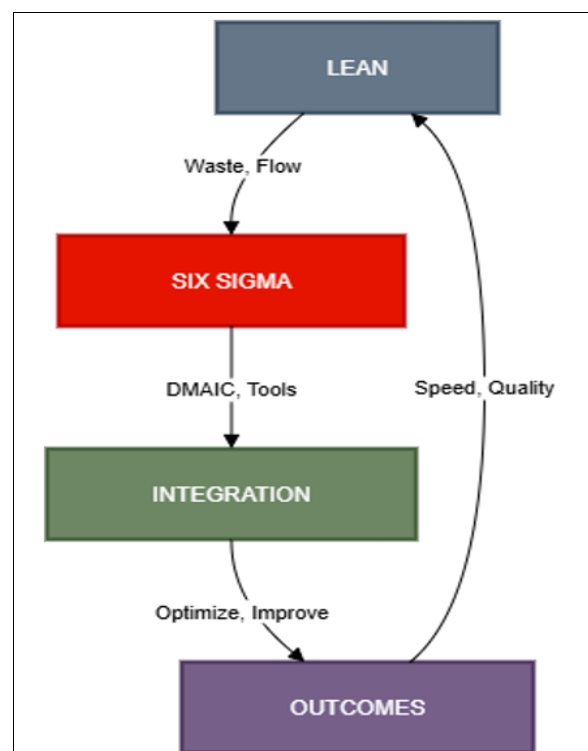 LEAN
Waste, Flow
SIX SIGMA
DMAIC, Tools
Speed, Quality
INTEGRATION
Optimize, Improve
OUTCOMES